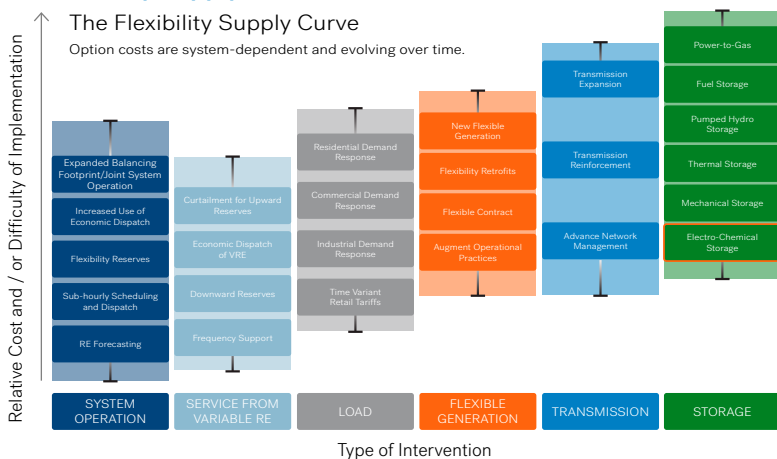 The Flexibility Supply Curve
Option costs are system-dependent and evolving over time.
Relative Cost and / or Difficulty of Implementation
Expanded Balancing
Footprint/Joint System
Operation
Increased Use of
Economic Dispatch
Flexibility Reserves
Sub-hourly Scheduling
and Dispatch
RE Forecasting
Curtailment for Upward
Reserves
Economic Dispatch
of VRE
Downward Reserves
Frequency Support
Residential Demand
Response
Commercial Demand
Response
Industrial Demand
Response
Time Variant
Retail Tariffs
New Flexible
Generation
Flexibility Retrofits
Flexible Contract
Augment Operational
Practices
Transmission
Expansion
Transmission
Reinforcement
Advance Network
Management
Power-to-Gas
Fuel Storage
Pumped Hydro
Storage
Thermal Storage
Mechanical Storage
Electro-Chemical
Storage
SYSTEM
OPERATION
SERVICE FROM
VARIABLE RE
LOAD
FLEXIBLE
GENERATION
TRANSMISSION
STORAGE
Type of Intervention